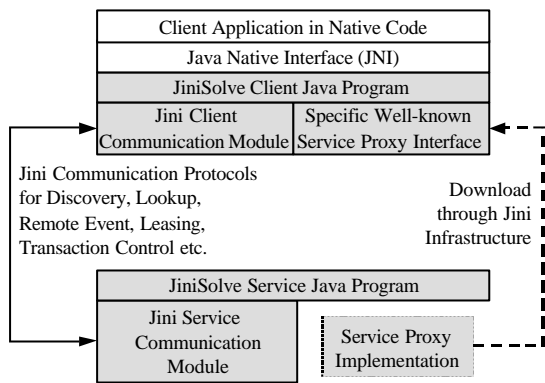 Client Application in Native Code
Java Native Interface (JNI)
JiniSolve Client Java Program
Jini Client
Communication Module
Specific Well-known
Service Proxy Interface
Jini Communication Protocols
for Discovery, Lookup,
Remote Event, Leasing,
Transaction Control etc.
Download
through Jini
Infrastructure
JiniSolve Service Java Program
Jini Service
Communication
Module
Service Proxy
Implementation